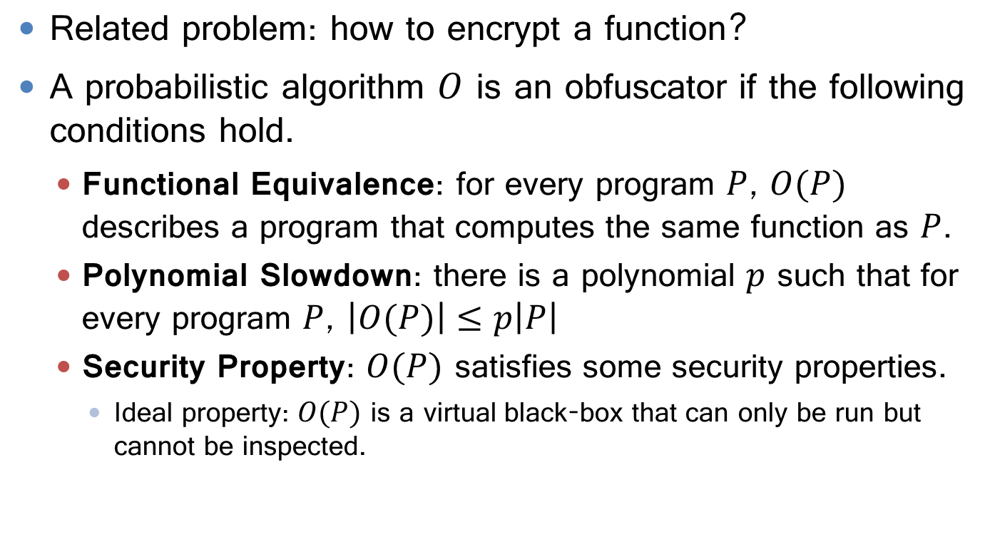 Related problem: how to encrypt a function?
A probabilistic algorithm O is an obfuscator if the following
conditions hold.
Functional Equivalence: for every program P, O(P)
describes a program that computes the same function as P.
Polynomial Slowdown: there is a polynomial p such that for
every program P, |O(P)| ≤ p|P|
Security Property: O(P) satisfies some security properties.
Ideal property: O(P) is a virtual black-box that can only be run but
cannot be inspected.